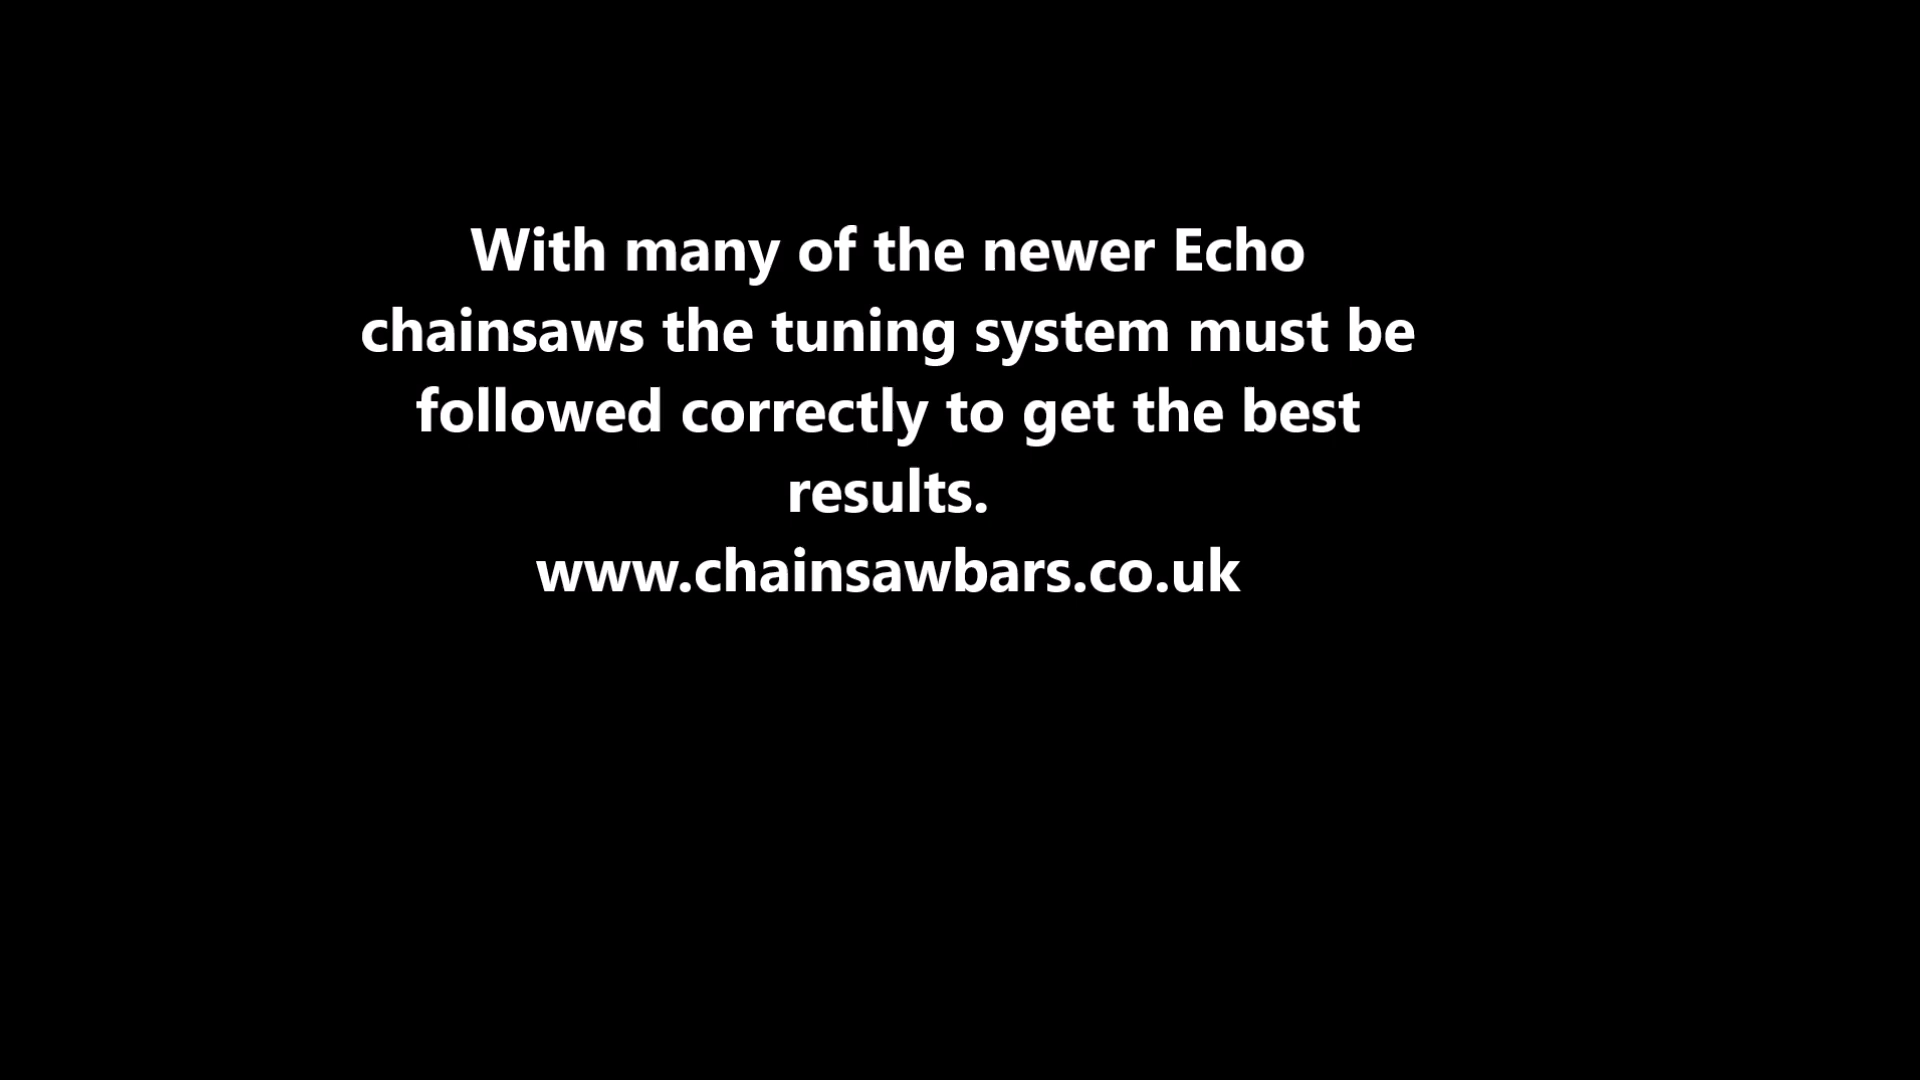 With many of the newer Echo
chainsaws the tuning system must be
followed correctly to get the best
results.
www.chainsawbars.co.uk